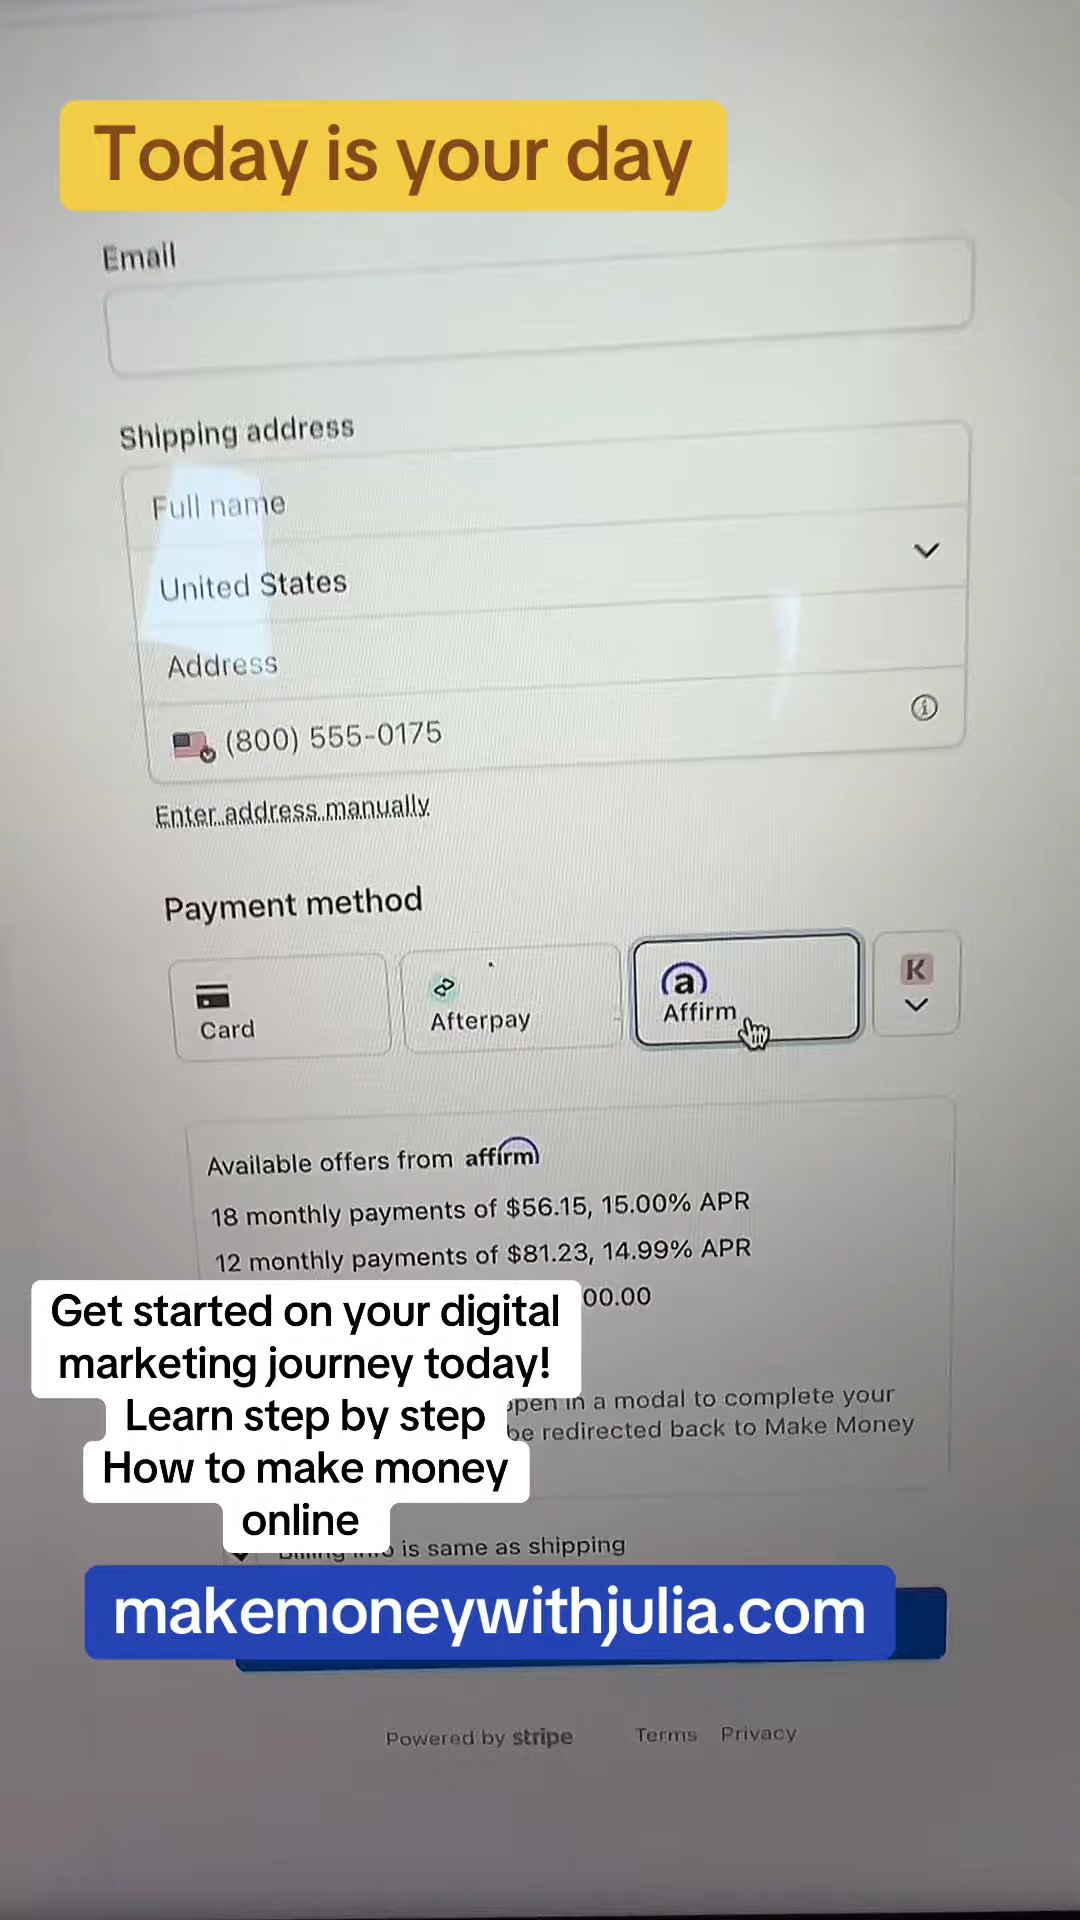 Today is your day
Email
Shipping address
Full name
United States
Address
(800) 555-0175
Enter address manually
Payment method
Card
Afterpay
a
Affirm
K
Available offers from affirm
18 monthly payments of $56.15, 15.00% APR
12 monthly payments of $81.23, 14.99% APR
00.00
Get started on your digital
marketing journey today!
Learn step by step
How to make money
online
in a modal to complete your
be redirected back to Make Money
is same as shipping
makemoneywithjulia.com
Powered by stripe
Terms Privacy